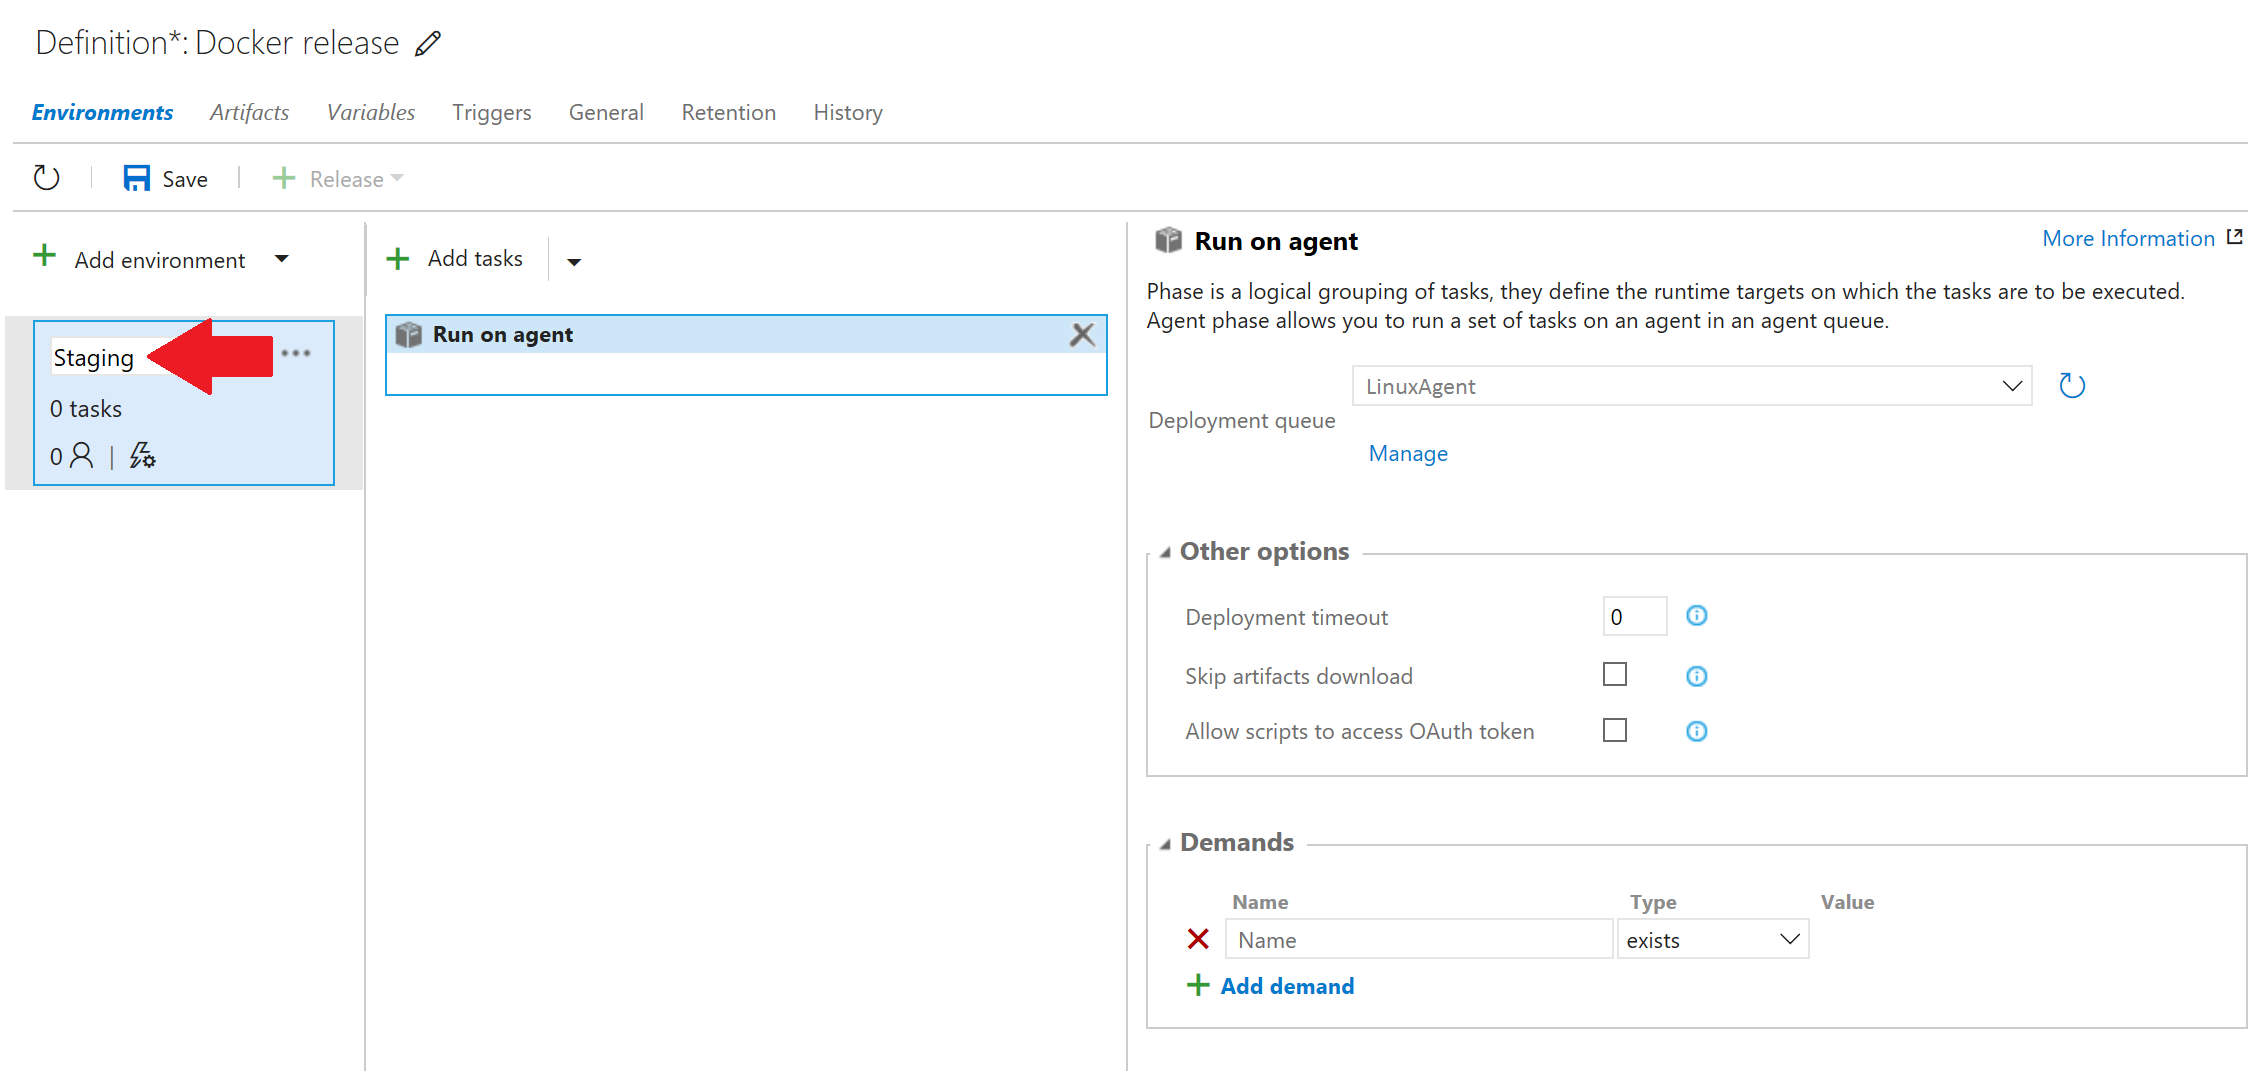 Definition*: Docker release
Environments Artifacts Variables Triggers General Retention History
Save Release
Add environment
Staging
0 tasks
0
Add tasks
Run on agent
Run on agent
More Information
Phase is a logical grouping of tasks, they define the runtime targets on which the tasks are to be executed.
Agent phase allows you to run a set of tasks on an agent in an agent queue.
LinuxAgent
Deployment queue
Manage
Other options
Deployment timeout 0
Skip artifacts download
Allow scripts to access OAuth token
Demands
Name Type Value
Name exists
Add demand